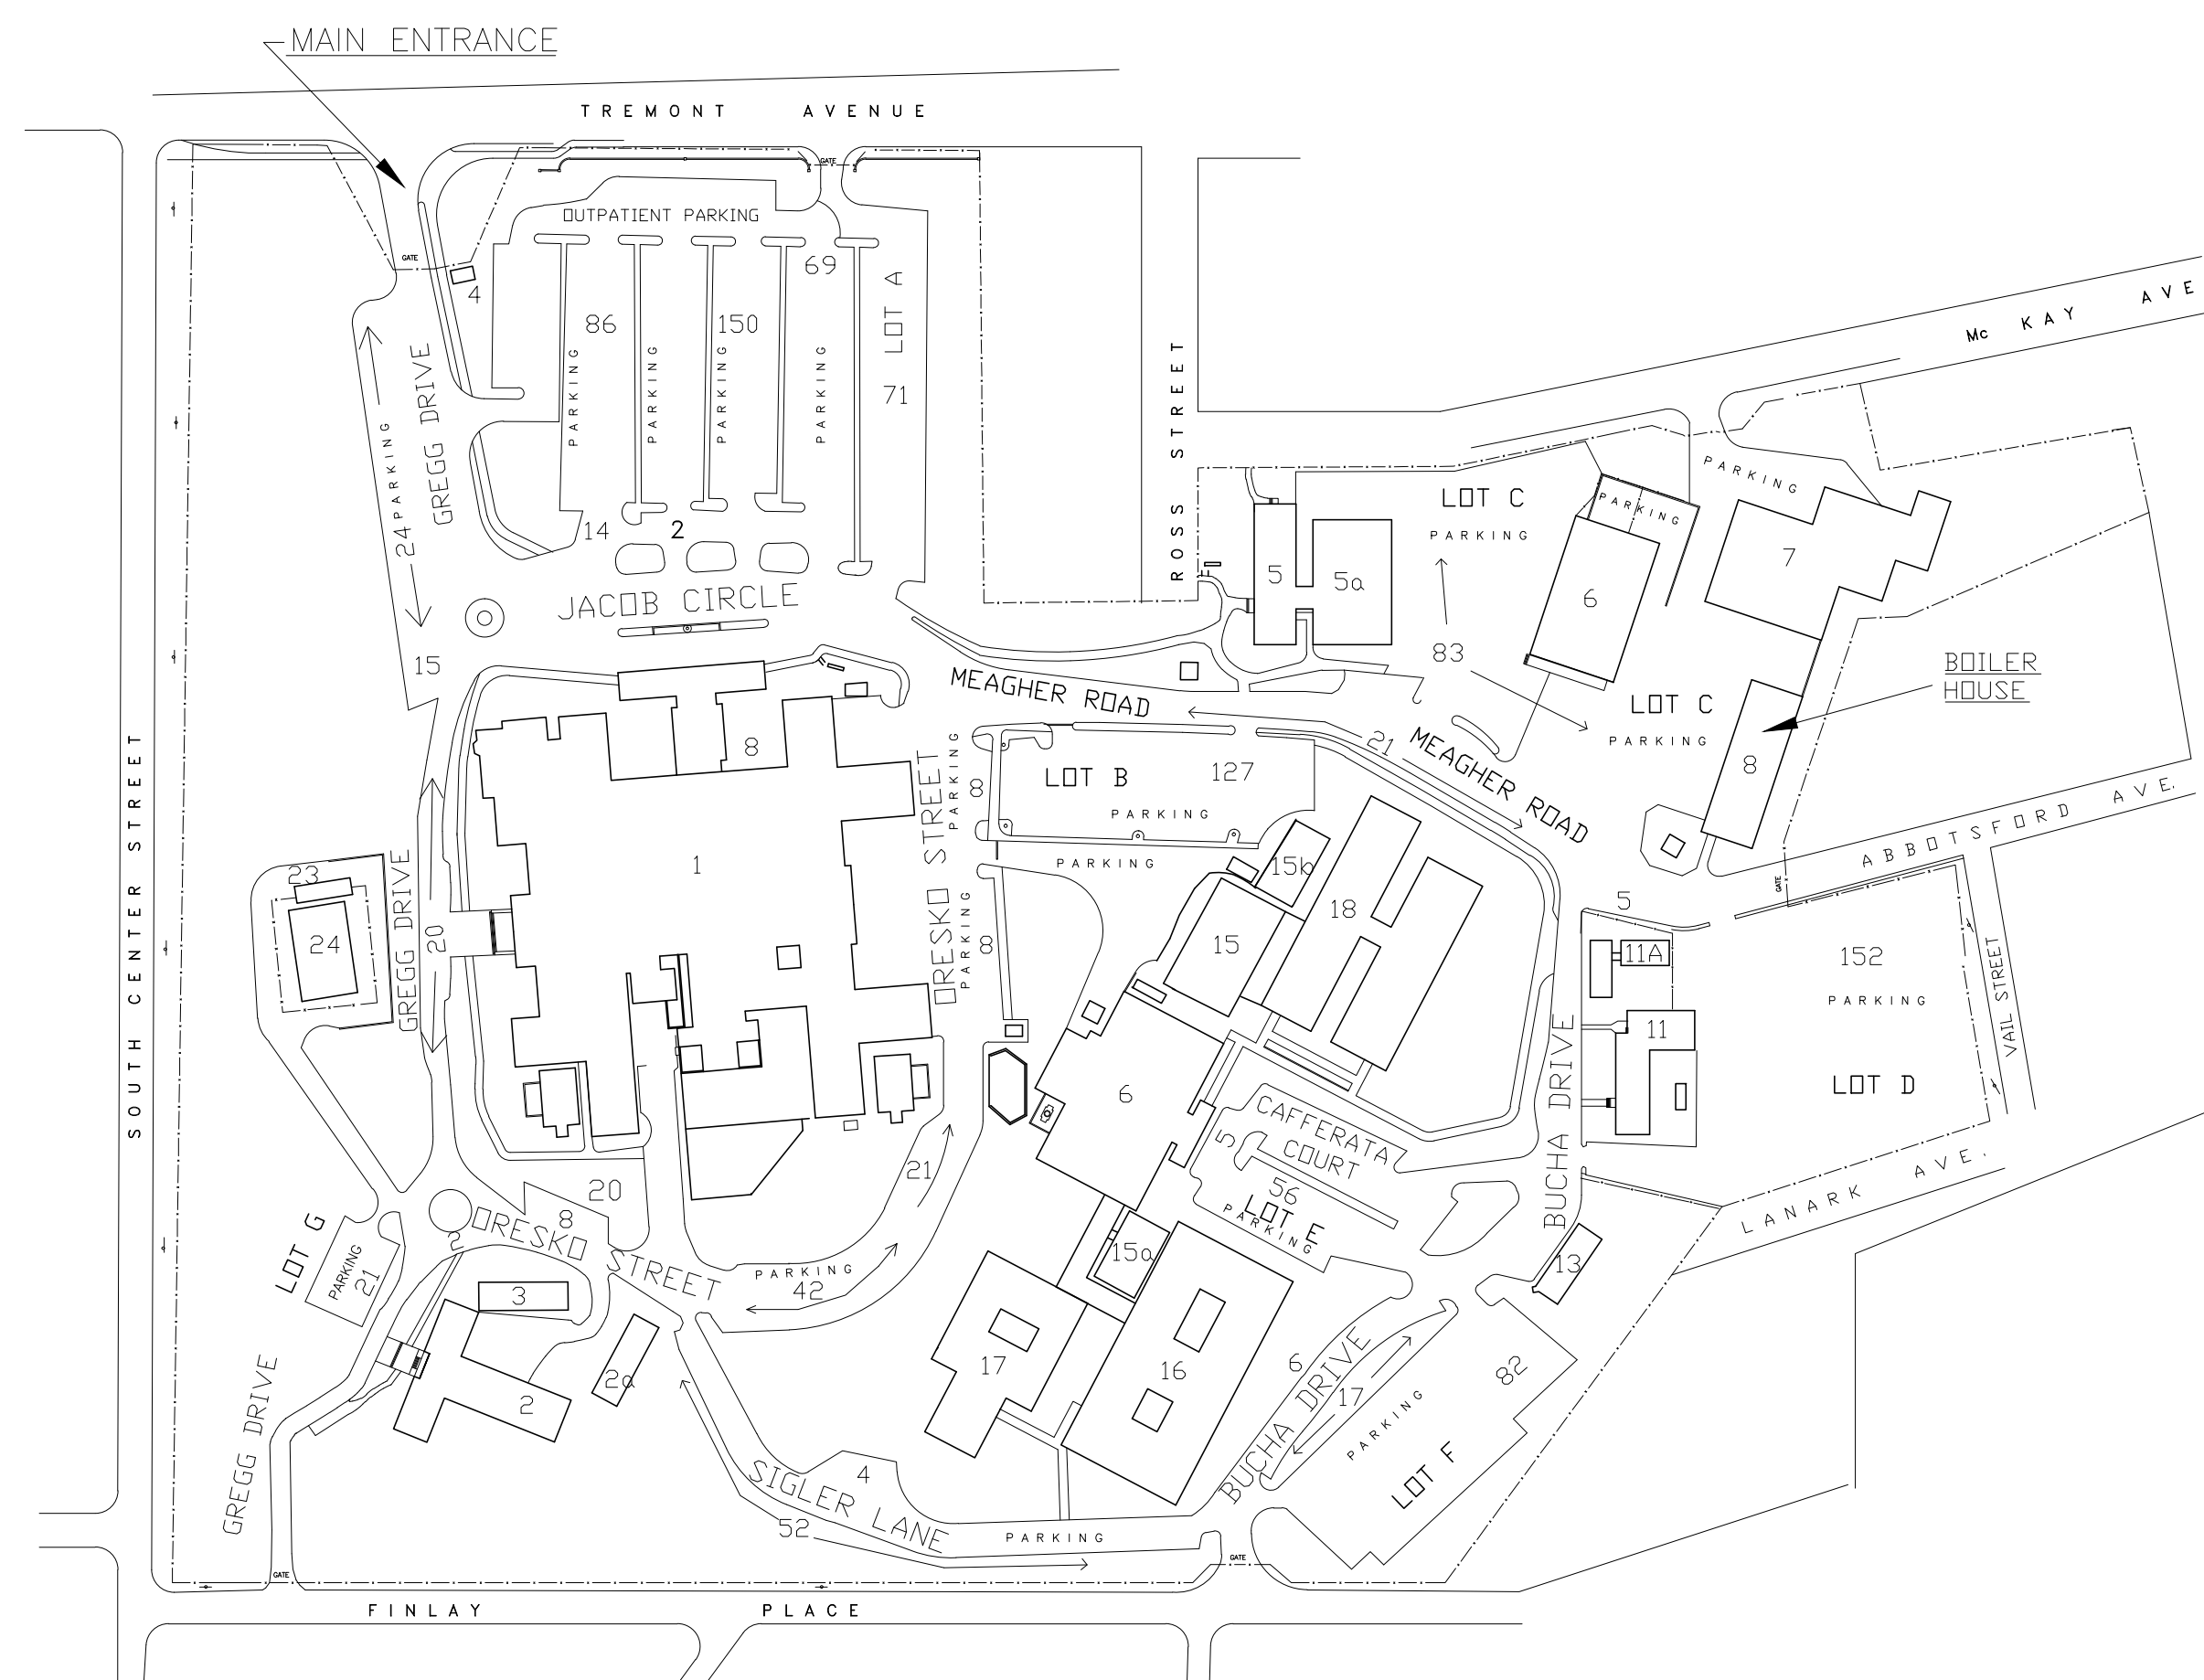 MAIN ENTRANCE
TREMONT AVENUE
GATE
OUTPATIENT PARKING
GATE
4
69
LOT A
86
150
71
PARKING
PARKING
PARKING
PARKING
24
PARKING
GREGG DRIVE
14
2
JACOB CIRCLE
15
ROSS STREET
Mc KAY AVE
LOT C
PARKING
PARKING
PARKING
5
5a
6
7
83
BOILER
HOUSE
LOT C
PARKING
8
MEAGHER ROAD
21
MEAGHER ROAD
SOUTH CENTER STREET
8
1
ORESKO STREET
PARKING
8
LOT B
127
PARKING
PARKING
PARKING
8
15b
18
15
23
24
GREGG DRIVE
20
ABBOTSFORD AVE.
GATE
5
11A
11
152
PARKING
LOT D
VAIL STREET
BUCHA DRIVE
6
CAFFERATA
COURT
5
56
LOT E
PARKING
LANARK AVE.
13
21
20
8
ORESKO STREET
2
LOT G
PARKING
21
PARKING
42
3
2a
2
15a
17
16
6
BUCHA DRIVE
17
PARKING
82
LOT F
GREGG DRIVE
4
SIGLER LANE
52
PARKING
GATE
GATE
FINLAY PLACE